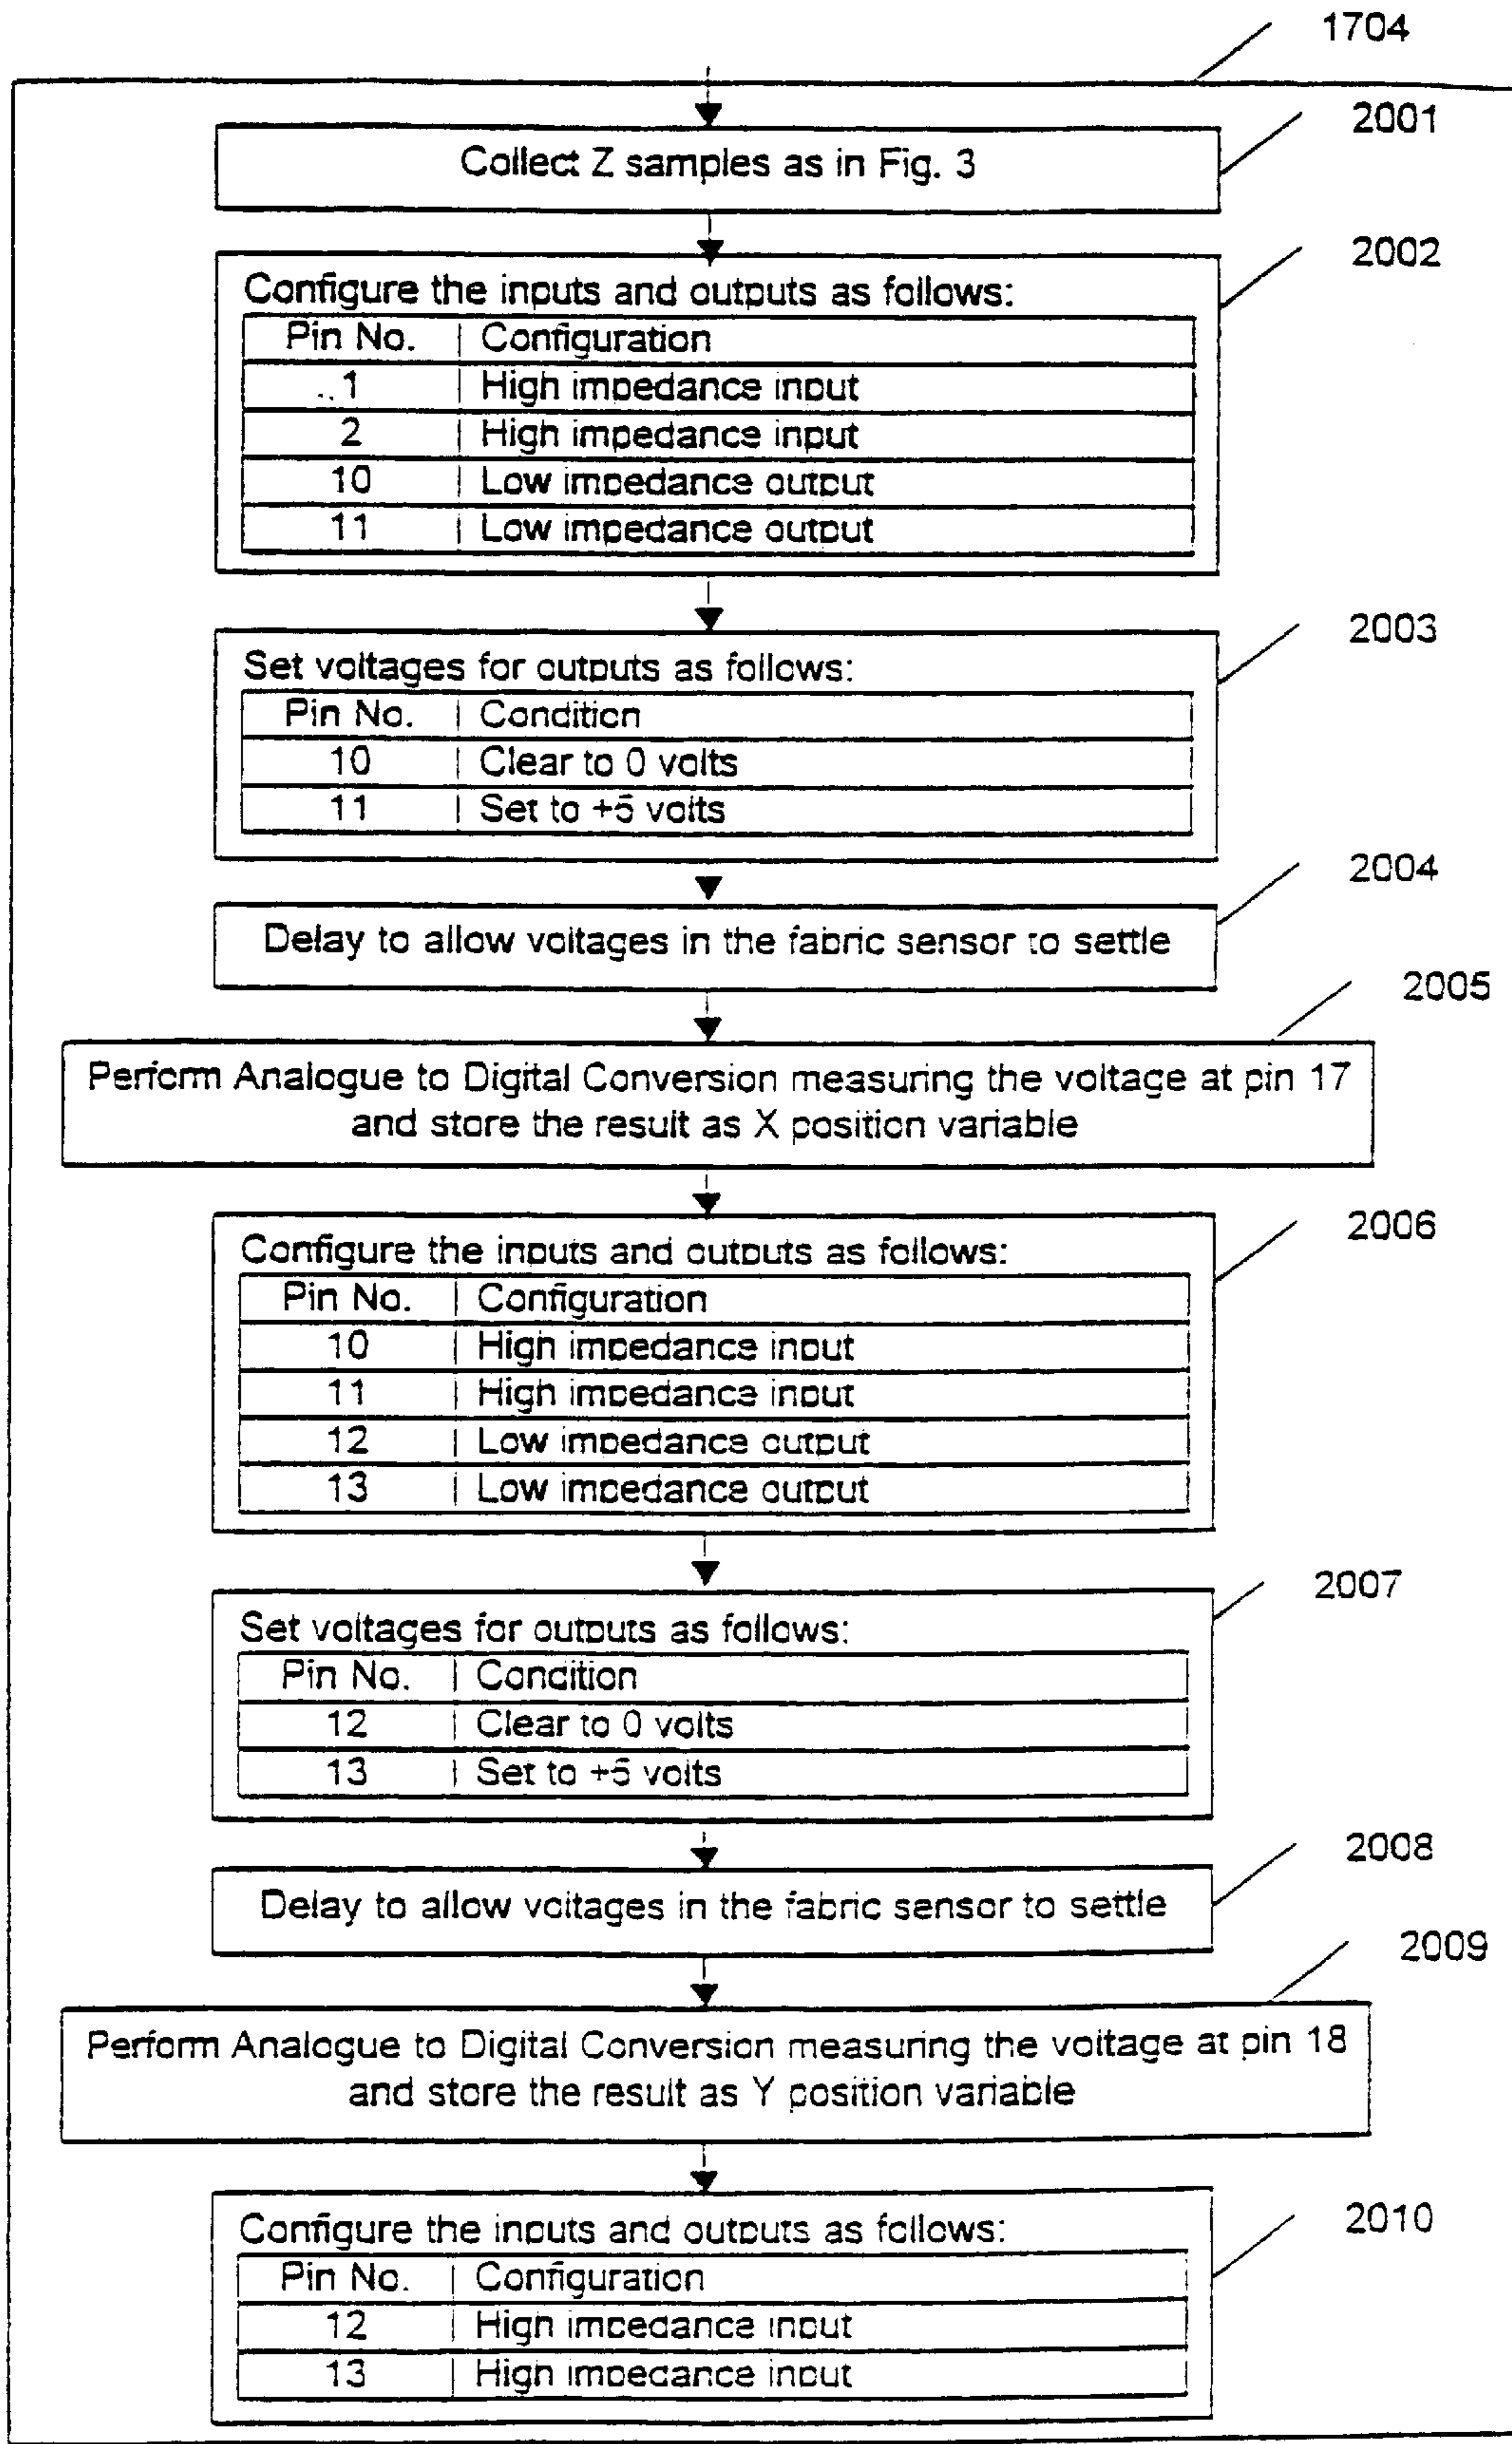 1704
2001
Collect Z samples as in Fig. 3
2002
Configure the inputs and outputs as follows:
Pin No. | Configuration
1 | High impedance input
2 | High impedance input
10 | Low impedance output
11 | Low impedance output
2003
Set voltages for outputs as follows:
Pin No. | Condition
10 | Clear to 0 volts
11 | Set to +5 volts
2004
Delay to allow voltages in the fabric sensor to settle
2005
Perform Analogue to Digital Conversion measuring the voltage at pin 17
and store the result as X position variable
2006
Configure the inputs and outputs as follows:
Pin No. | Configuration
10 | High impedance input
11 | High impedance input
12 | Low impedance output
13 | Low impedance output
2007
Set voltages for outputs as follows:
Pin No. | Condition
12 | Clear to 0 volts
13 | Set to +5 volts
2008
Delay to allow voltages in the fabric sensor to settle
2009
Perform Analogue to Digital Conversion measuring the voltage at pin 18
and store the result as Y position variable
2010
Configure the inputs and outputs as follows:
Pin No. | Configuration
12 | High impedance input
13 | High impedance input